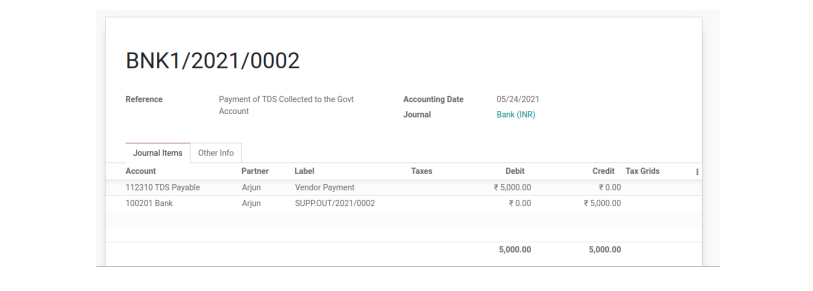 BNK1/2021/0002
Reference Payment of TDS Collected to the Govt Accounting Date 05/24/2021
Account Journal Bank (INR)
Journal Items Other Info
Account Partner Label Taxes Debit Credit Tax Grids
112310 TDS Payable Arjun Vendor Payment ₹ 5,000.00 ₹ 0.00
100201 Bank Arjun SUPP.OUT/2021/0002 ₹ 0.00 ₹ 5,000.00
5,000.00 5,000.00